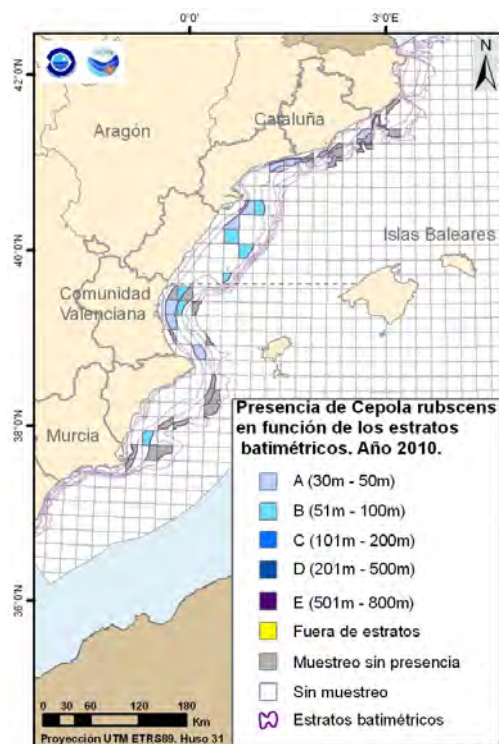 0°0'
3°0'E
N
42°0'N
Cataluña
Aragón
40°0'N
Islas Baleares
Comunidad
Valenciana
38°0'N
Murcia
36°0'N
Presencia de Cepola rubscens
en función de los estratos
batimétricos. Año 2010.
A (30m - 50m)
B (51m - 100m)
C (101m - 200m)
D (201m - 500m)
E (501m - 800m)
Fuera de estratos
Muestreo sin presencia
Sin muestreo
Estratos batimétricos
0 30 60 120 180
Km
Proyección UTM ETRS89. Huso 31